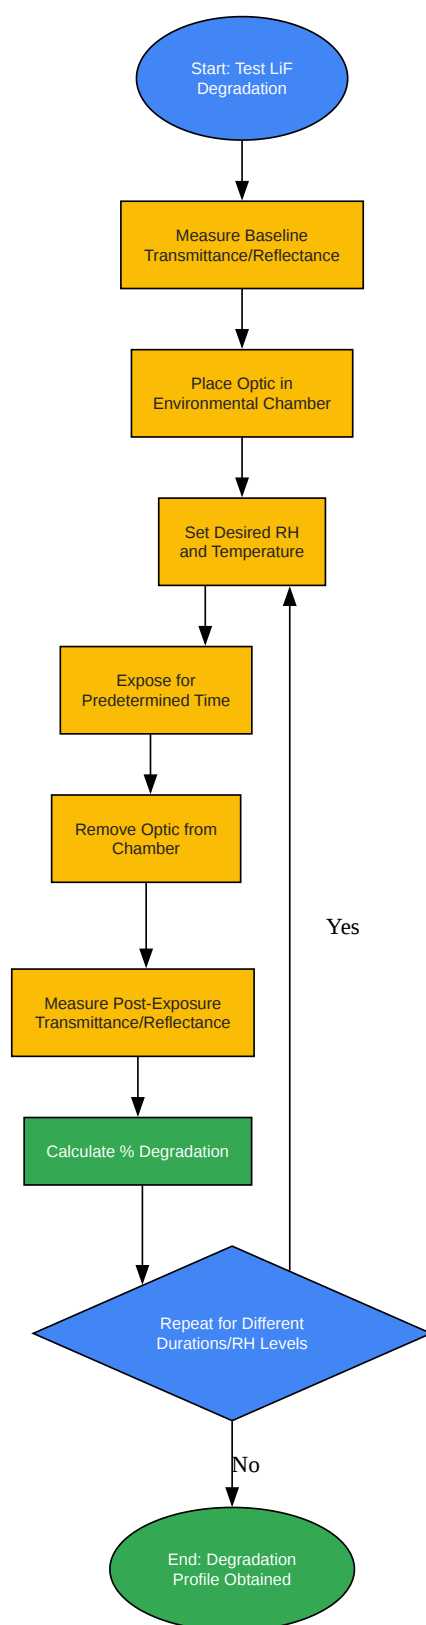 Start: Test LiF
Degradation
Measure Baseline
Transmittance/Reflectance
Place Optic in
Environmental Chamber
Set Desired RH
and Temperature
Expose for
Predetermined Time
Remove Optic from
Chamber
Yes
Measure Post-Exposure
Transmittance/Reflectance
Calculate % Degradation
Repeat for Different
Durations/RH Levels
No
End: Degradation
Profile Obtained